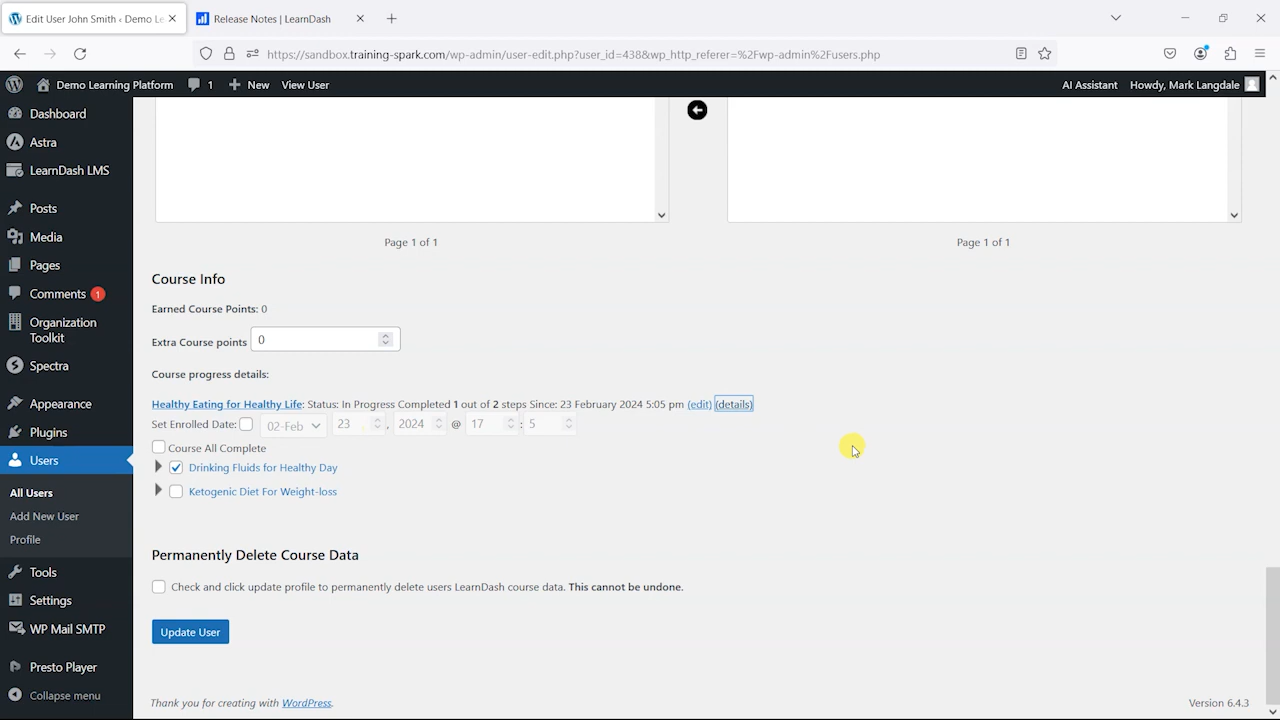 Edit User John Smith ‹ Demo Le
Release Notes | LearnDash
https://sandbox.training-spark.com/wp-admin/user-edit.php?user_id=438&wp_http_referer=%2Fwp-admin%2Fusers.php
Demo Learning Platform 1 New View User AI Assistant Howdy, Mark Langdale
Dashboard
Astra
LearnDash LMS
Posts
Media
Pages
Comments 1
Organization
Toolkit
Spectra
Appearance
Plugins
Users
All Users
Add New User
Profile
Tools
Settings
WP Mail SMTP
Presto Player
Collapse menu
Page 1 of 1 Page 1 of 1
Course Info
Earned Course Points: 0
Extra Course points 0
Course progress details:
Healthy Eating for Healthy Life: Status: In Progress Completed 1 out of 2 steps Since: 23 February 2024 5:05 pm (edit) (details)
Set Enrolled Date: 02-Feb 23 , 2024 @ 17 : 5
Course All Complete
Drinking Fluids for Healthy Day
Ketogenic Diet For Weight-loss
Permanently Delete Course Data
Check and click update profile to permanently delete users LearnDash course data. This cannot be undone.
Update User
Thank you for creating with WordPress. Version 6.4.3